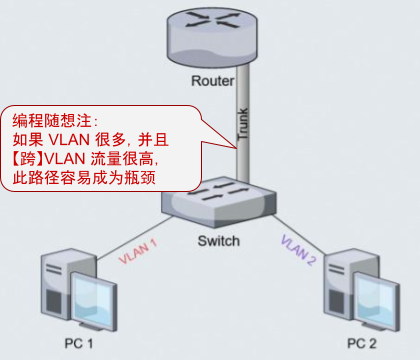 Router
Trunk
编程随想注：
如果 VLAN 很多，并且
【跨】VLAN 流量很高，
此路径容易成为瓶颈
Switch
VLAN 1
VLAN 2
PC 1
PC 2